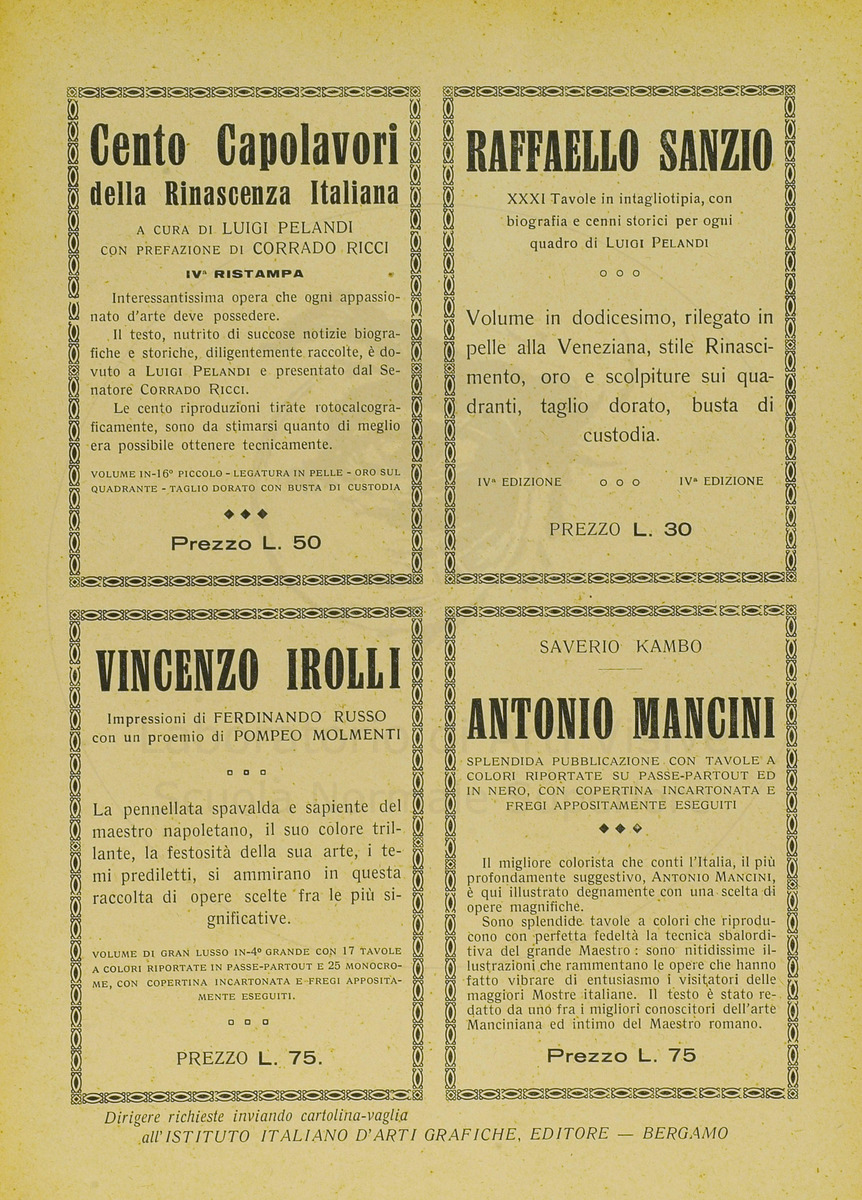 Cento Capolavori
della Rinascenza Italiana
A CURA DI LUIGI PELANDI
CON PREFAZIONE DI CORRADO RICCI
IVª RISTAMPA
Interessantissima opera che ogni appassio-
nato d'arte deve possedere.
Il testo, nutrito di succose notizie biogra-
fiche e storiche, diligentemente raccolte, è do-
vuto a LUIGI PELANDI e presentato dal Se-
natore CORRADO RICCI.
Le cento riproduzioni tirate rotocalcogra-
ficamente, sono da stimarsi quanto di meglio
era possibile ottenere tecnicamente.
VOLUME IN-16º PICCOLO - LEGATURA IN PELLE - ORO SUL
QUADRANTE - TAGLIO DORATO CON BUSTA DI CUSTODIA
Prezzo L. 50
RAFFAELLO SANZIO
XXXI Tavole in intagliotipia, con
biografia e cenni storici per ogni
quadro di LUIGI PELANDI
Volume in dodicesimo, rilegato in
pelle alla Veneziana, stile Rinasci-
mento, oro e scolpiture sui qua-
dranti, taglio dorato, busta di
custodia.
IVª EDIZIONE o o o IVª EDIZIONE
PREZZO L. 30
VINCENZO IROLLI
Impressioni di FERDINANDO RUSSO
con un proemio di POMPEO MOLMENTI
La pennellata spavalda e sapiente del
maestro napoletano, il suo colore tril-
lante, la festosità della sua arte, i te-
mi prediletti, si ammirano in questa
raccolta di opere scelte fra le più si-
gnificative.
VOLUME DI GRAN LUSSO IN-4º GRANDE CON 17 TAVOLE
A COLORI RIPORTATE IN PASSE-PARTOUT E 25 MONOCRO-
ME, CON COPERTINA INCARTONATA E FREGI APPOSITA-
MENTE ESEGUITI.
PREZZO L. 75.
SAVERIO KAMBO
ANTONIO MANCINI
SPLENDIDA PUBBLICAZIONE CON TAVOLE A
COLORI RIPORTATE SU PASSE-PARTOUT ED
IN NERO, CON COPERTINA INCARTONATA E
FREGI APPOSITAMENTE ESEGUITI
Il migliore colorista che conti l'Italia, il più
profondamente suggestivo, ANTONIO MANCINI,
è qui illustrato degnamente con una scelta di
opere magnifiche.
Sono splendide tavole a colori che riprodu-
cono con perfetta fedeltà la tecnica sbalordi-
tiva del grande Maestro : sono nitidissime il-
lustrazioni che rammentano le opere che hanno
fatto vibrare di entusiasmo i visitatori delle
maggiori Mostre italiane. Il testo è stato re-
datto da uno fra i migliori conoscitori dell'arte
Manciniana ed intimo del Maestro romano.
Prezzo L. 75
Dirigere richieste inviando cartolina-vaglia
all'ISTITUTO ITALIANO D'ARTI GRAFICHE, EDITORE — BERGAMO